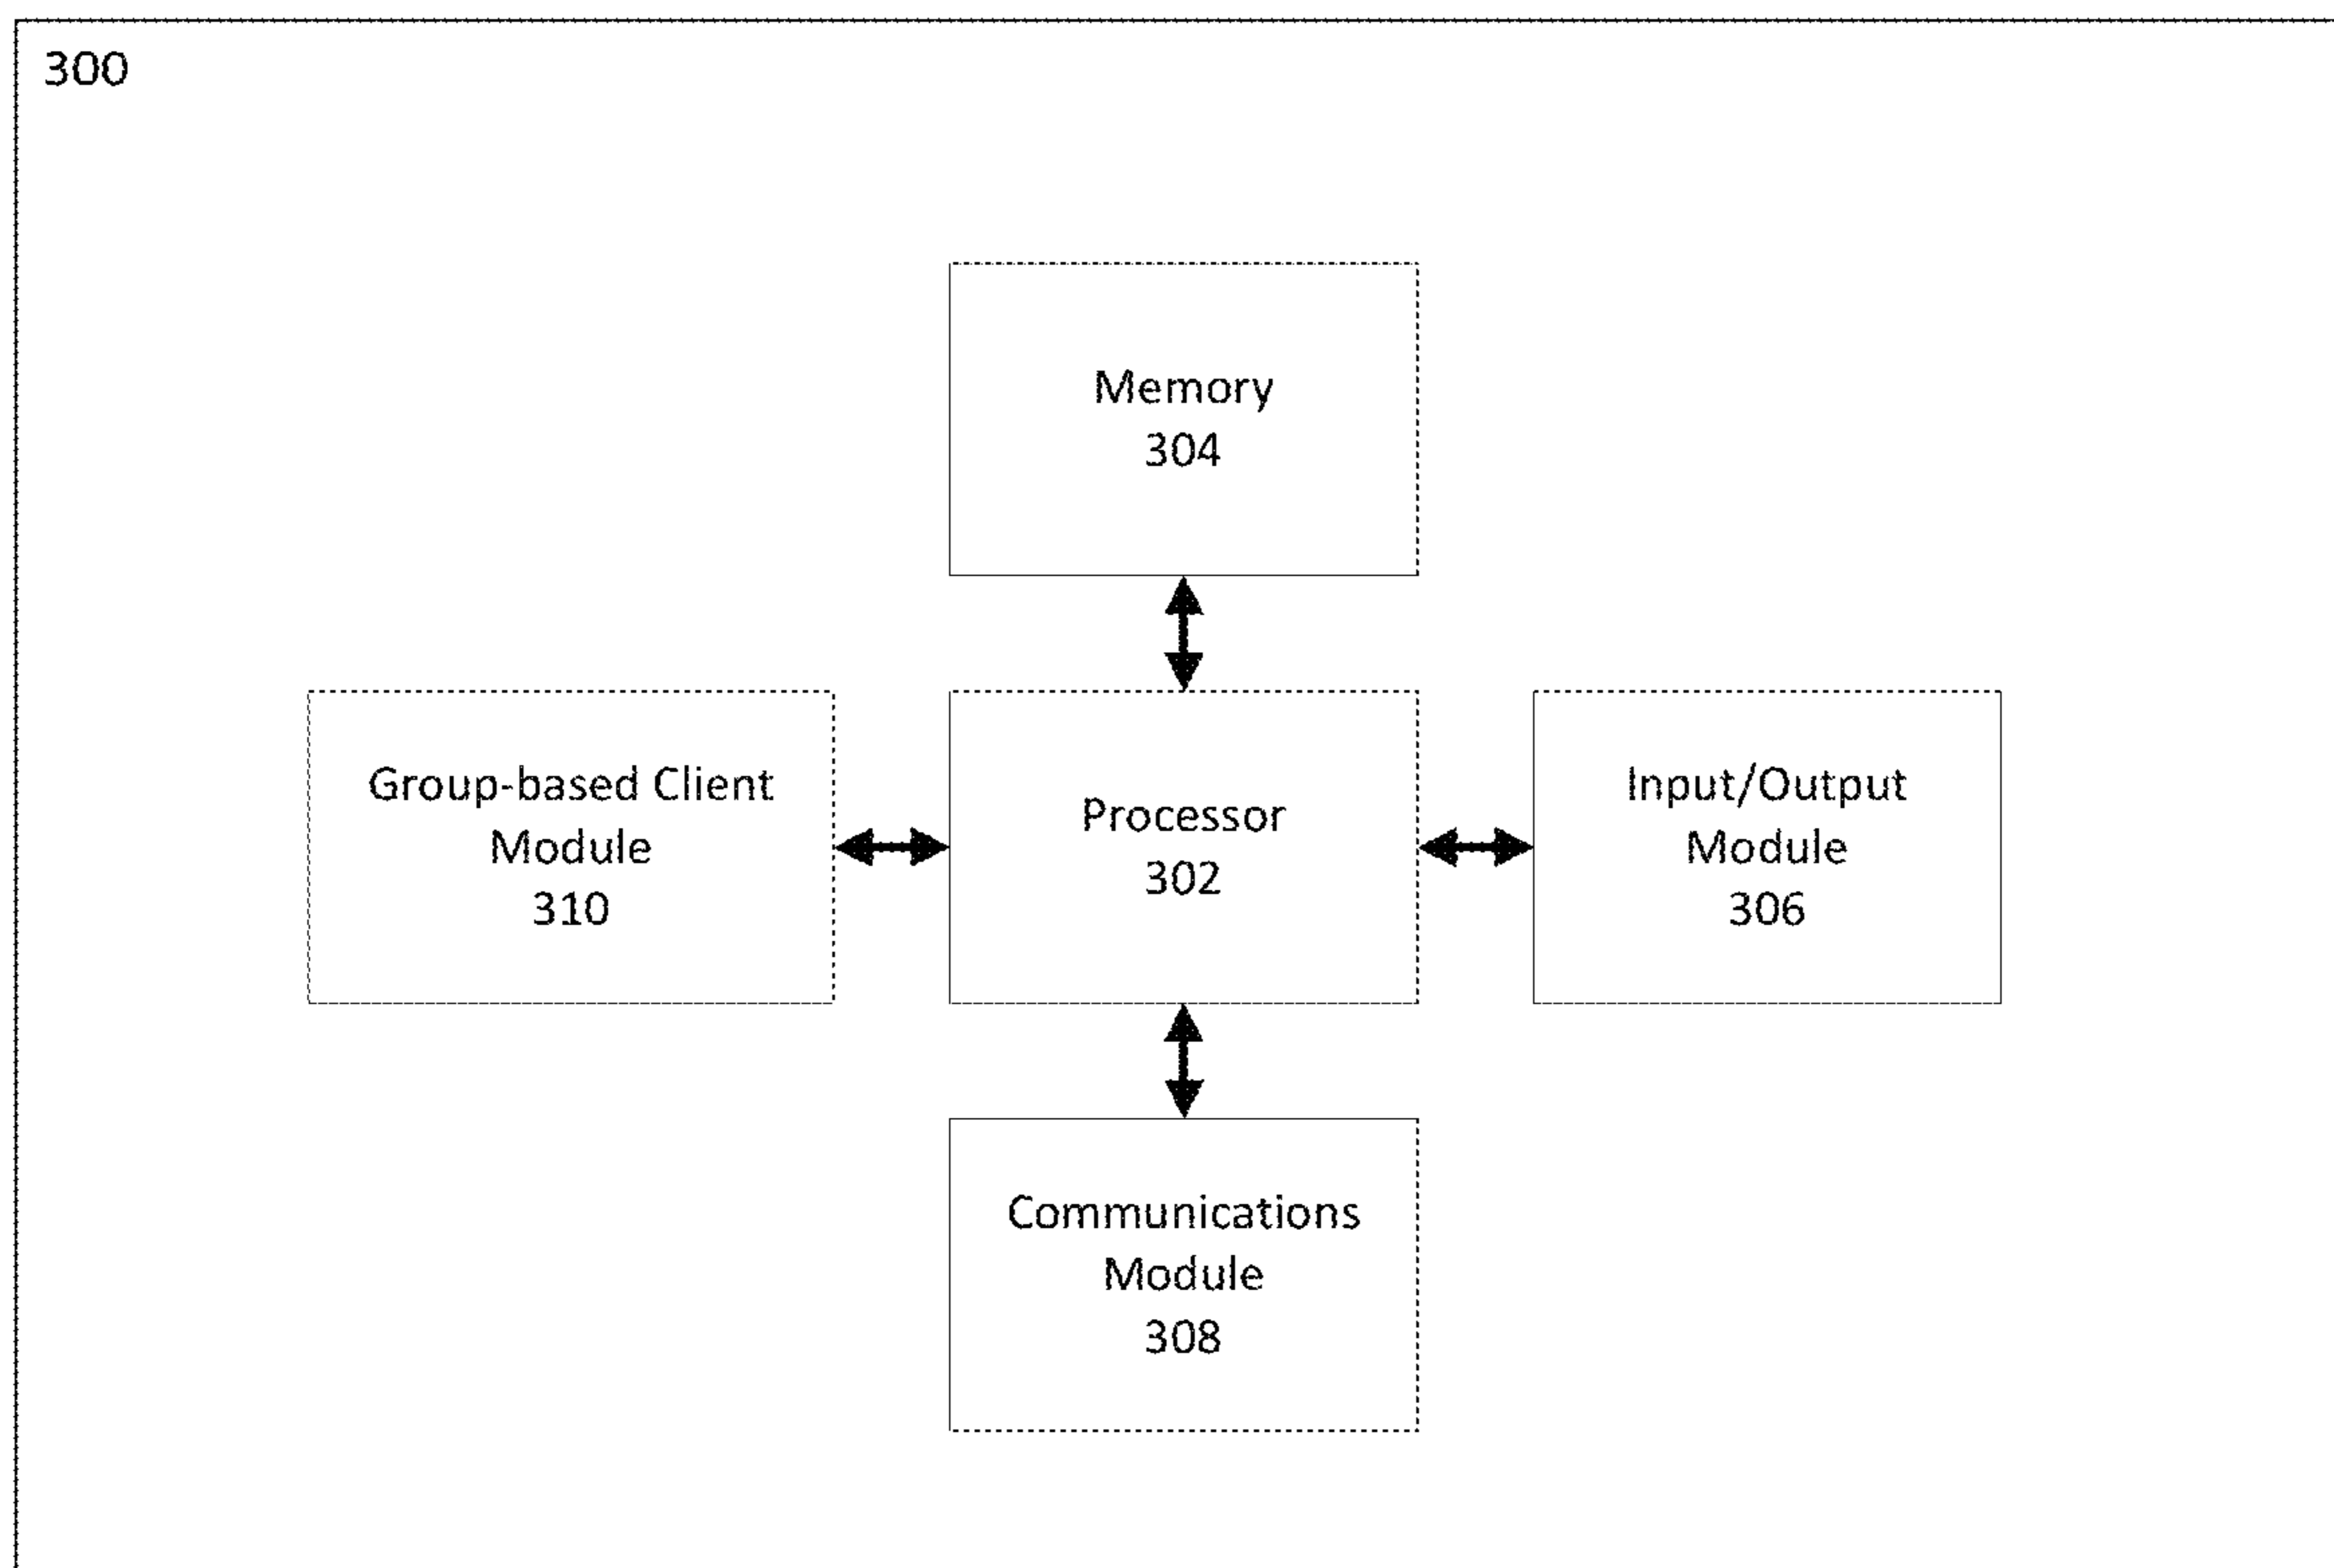 300
Memory
304
Group-based Client
Module
310
Processor
302
Input/Output
Module
306
Communications
Module
308